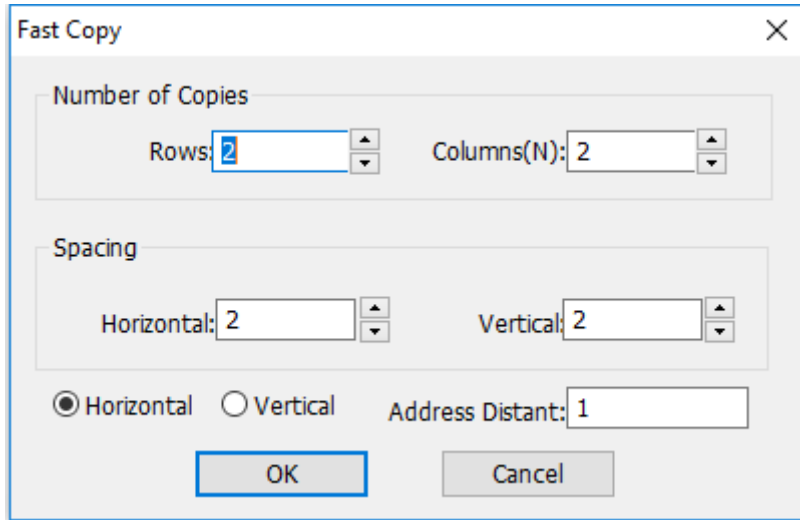 Fast Copy
Number of Copies
Rows: 2 Columns(N): 2
Spacing
Horizontal: 2 Vertical: 2
Horizontal Vertical Address Distant: 1
OK Cancel